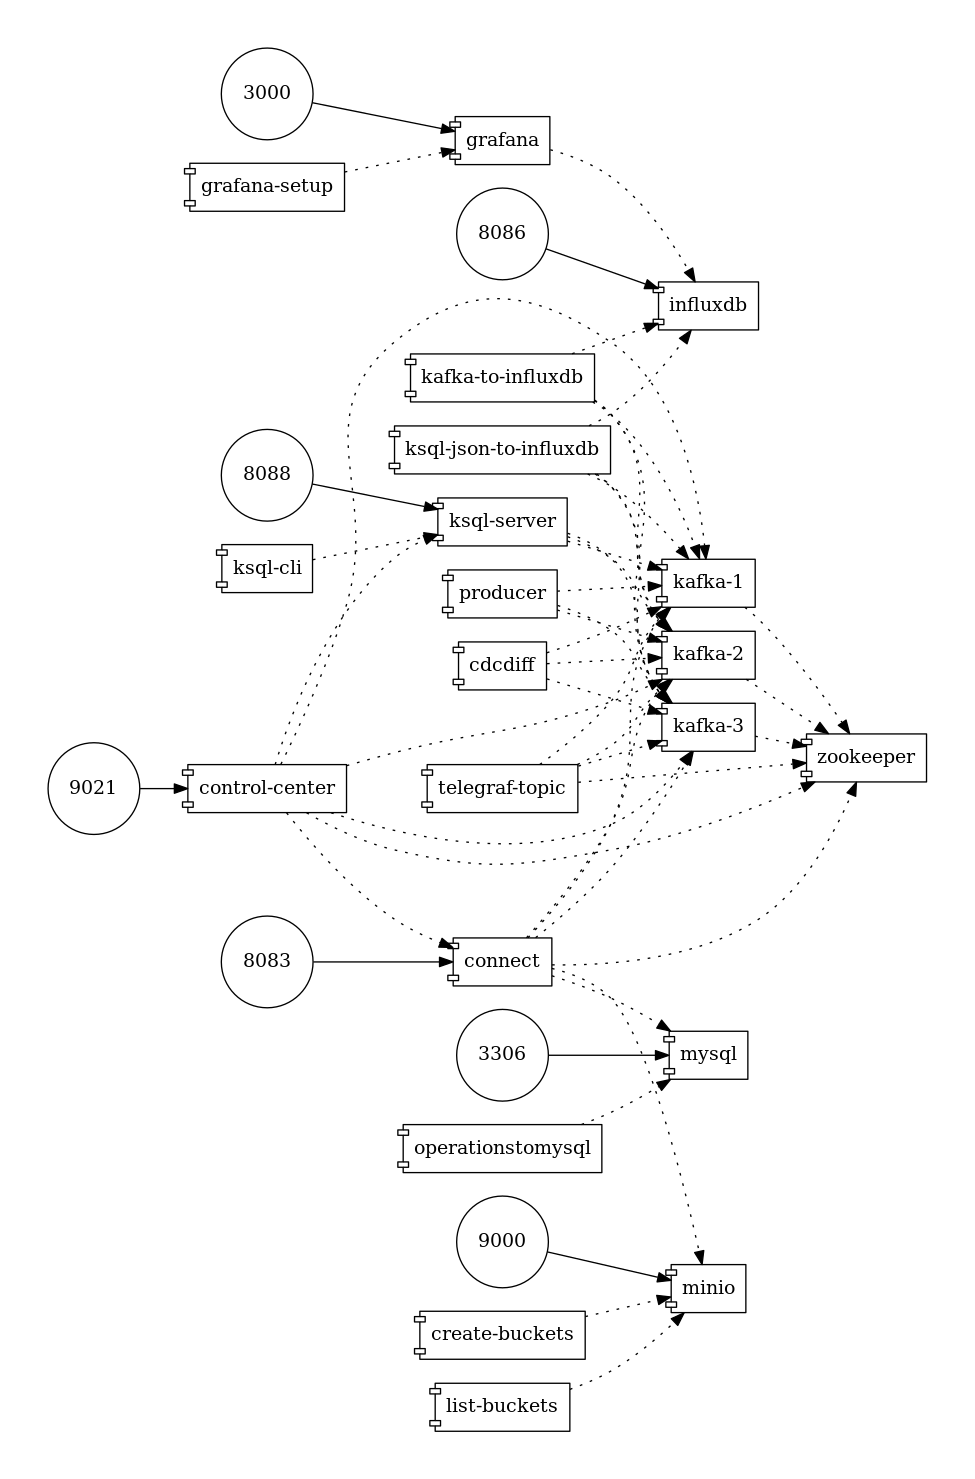 3000
grafana
grafana-setup
8086
influxdb
kafka-to-influxdb
ksql-json-to-influxdb
8088
ksql-server
ksql-cli
kafka-1
producer
kafka-2
cdcdiff
kafka-3
zookeeper
9021
control-center
telegraf-topic
8083
connect
3306
mysql
operationstomysql
9000
minio
create-buckets
list-buckets